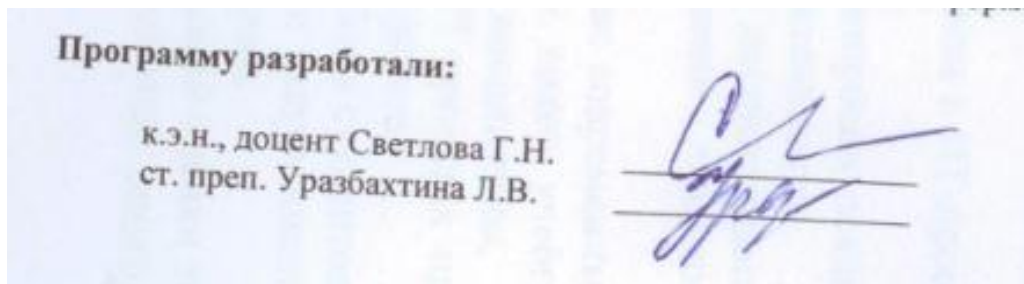 Программу разработали:
к.э.н., доцент Светлова Г.Н.
ст. преп. Уразбахтина Л.В.